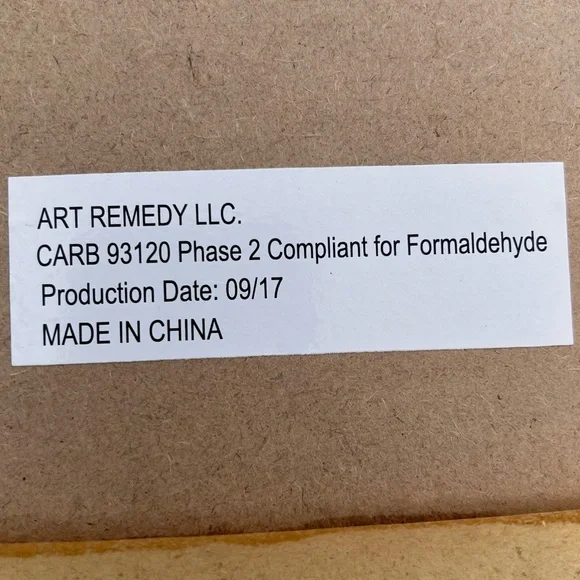 ART REMEDY LLC.
CARB 93120 Phase 2 Compliant for Formaldehyde
Production Date: 09/17
MADE IN CHINA